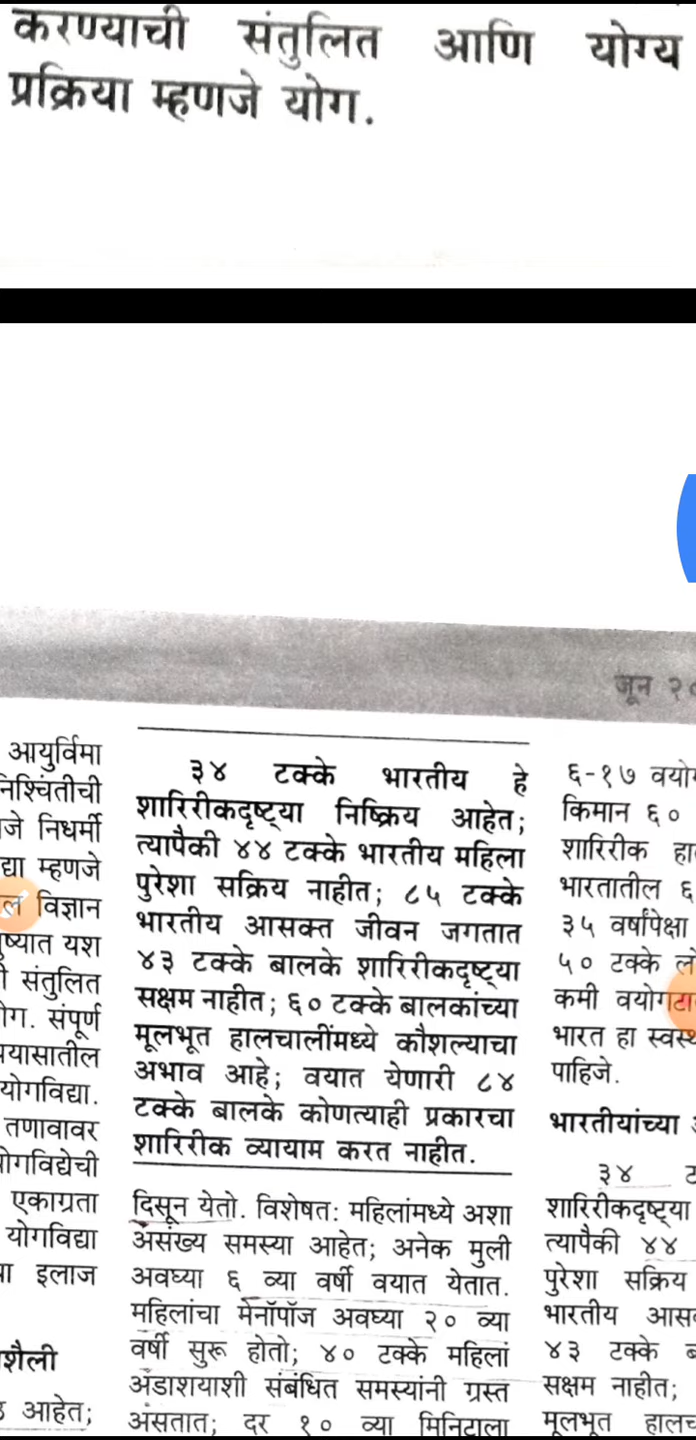 करण्याची संतुलित आणि योग्य
प्रक्रिया म्हणजे योग.
जून
आयुर्विमा
निश्चिंतीची
निधर्मी
म्हणजे
विज्ञान
यश
संतुलित
संपूर्ण
योगविद्या.
तणावावर
एकाग्रता
योगविद्या
इलाज
आहेत;
३४ टक्के भारतीय हे
शारिरीकदृष्ट्या निष्क्रिय आहेत;
त्यापैकी ४४ टक्के भारतीय महिला
पुरेशा सक्रिय नाहीत; ८५ टक्के
भारतीय आसक्त जीवन जगतात
४३ टक्के बालके शारिरीकदृष्ट्या
सक्षम नाहीत; ६० टक्के बालकांच्या
मूलभूत हालचालींमध्ये कौशल्याचा
अभाव आहे; वयात येणारी ८४
टक्के बालके कोणत्याही प्रकारचा
शारिरीक व्यायाम करत नाहीत.
दिसून येतो. विशेषत: महिलांमध्ये अशा
असंख्य समस्या आहेत; अनेक मुली
अवघ्या ६ व्या वर्षी वयात येतात.
महिलांचा मेनॉपॉज अवघ्या २० व्या
वर्षी सुरू होतो; ४० टक्के महिलां
अंडाशयाशी संबंधित समस्यांनी ग्रस्त
असतात; दर १० व्या मिनिटाला
६-१७
किमान ६०
शारिरीक
भारतातील ६
३५ वर्षांपेक्षा
५० टक्के
कमी
भारत हा
पाहिजे.
भारतीयांच्या
३४
शारिरीकदृष्ट्या
त्यापैकी ४४
पुरेशा सक्रिय
भारतीय
४३ टक्के
सक्षम नाहीत;
मूलभूत